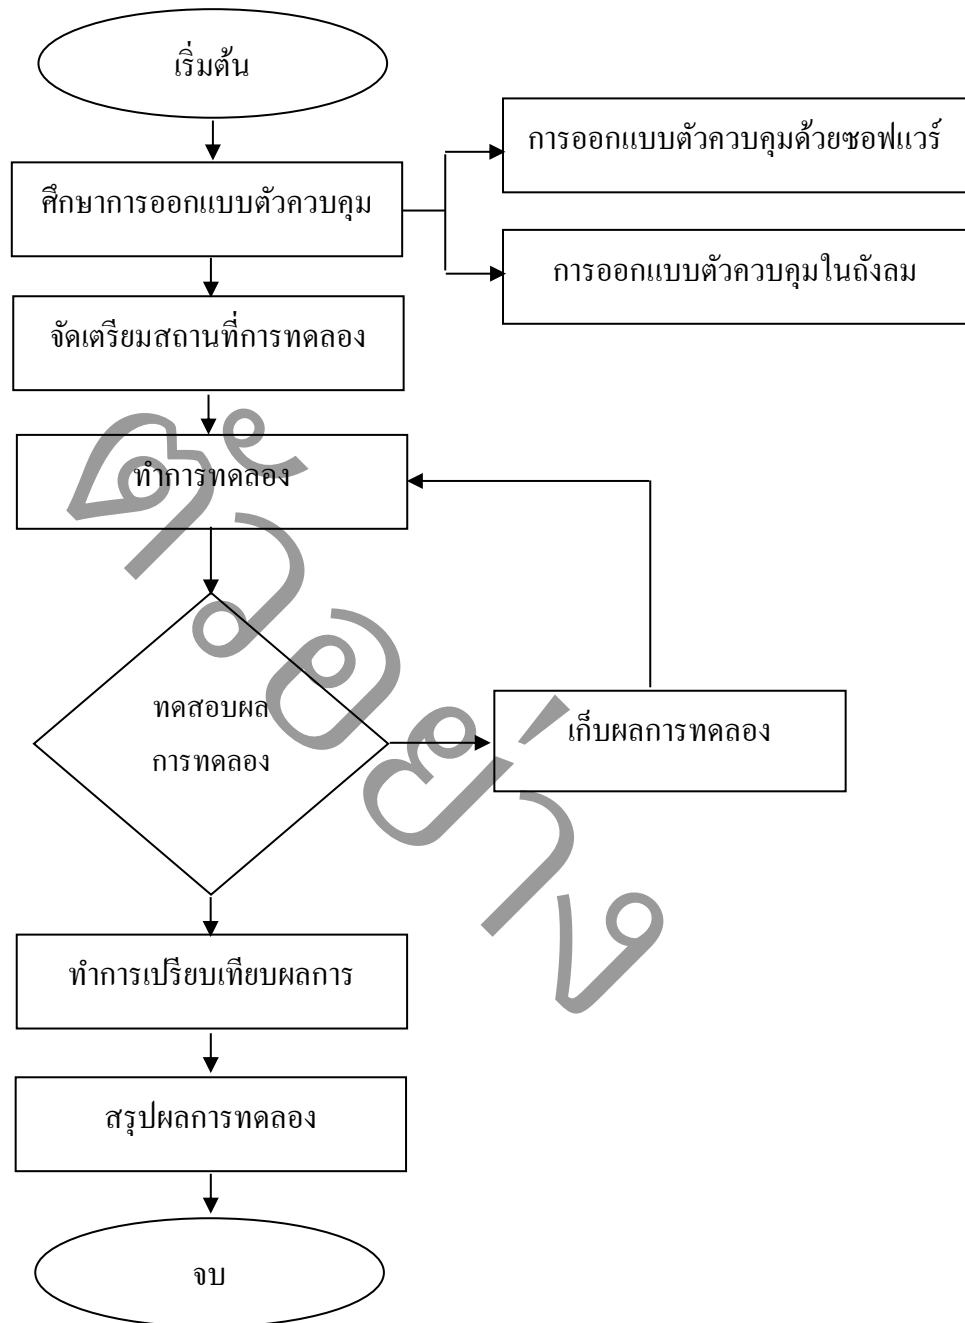 เริ่มต้น
การออกแบบตัวควบคุมด้วยซอฟแวร์
ศึกษาการออกแบบตัวควบคุม
การออกแบบตัวควบคุมในถังลม
จัดเตรียมสถานที่การทดลอง
ทำการทดลอง
ทดสอบผล
การทดลอง
เก็บผลการทดลอง
ทำการเปรียบเทียบผลการ
สรุปผลการทดลอง
จบ
ตัวอย่าง